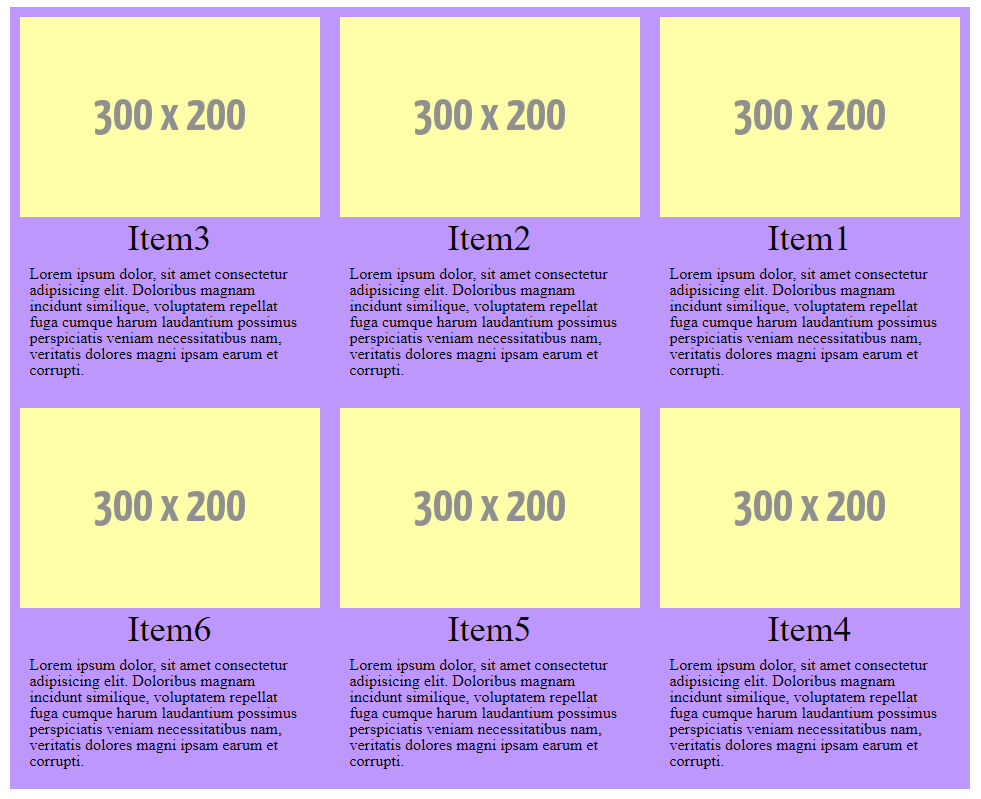 300 x 200
Item3
Lorem ipsum dolor, sit amet consectetur
adipisicing elit. Doloribus magnam
incidunt similique, voluptatem repellat
fuga cumque harum laudantium possimus
perspiciatis veniam necessitatibus nam,
veritatis dolores magni ipsam earum et
corrupti.
300 x 200
Item2
Lorem ipsum dolor, sit amet consectetur
adipisicing elit. Doloribus magnam
incidunt similique, voluptatem repellat
fuga cumque harum laudantium possimus
perspiciatis veniam necessitatibus nam,
veritatis dolores magni ipsam earum et
corrupti.
300 x 200
Item1
Lorem ipsum dolor, sit amet consectetur
adipisicing elit. Doloribus magnam
incidunt similique, voluptatem repellat
fuga cumque harum laudantium possimus
perspiciatis veniam necessitatibus nam,
veritatis dolores magni ipsam earum et
corrupti.
300 x 200
Item6
Lorem ipsum dolor, sit amet consectetur
adipisicing elit. Doloribus magnam
incidunt similique, voluptatem repellat
fuga cumque harum laudantium possimus
perspiciatis veniam necessitatibus nam,
veritatis dolores magni ipsam earum et
corrupti.
300 x 200
Item5
Lorem ipsum dolor, sit amet consectetur
adipisicing elit. Doloribus magnam
incidunt similique, voluptatem repellat
fuga cumque harum laudantium possimus
perspiciatis veniam necessitatibus nam,
veritatis dolores magni ipsam earum et
corrupti.
300 x 200
Item4
Lorem ipsum dolor, sit amet consectetur
adipisicing elit. Doloribus magnam
incidunt similique, voluptatem repellat
fuga cumque harum laudantium possimus
perspiciatis veniam necessitatibus nam,
veritatis dolores magni ipsam earum et
corrupti.